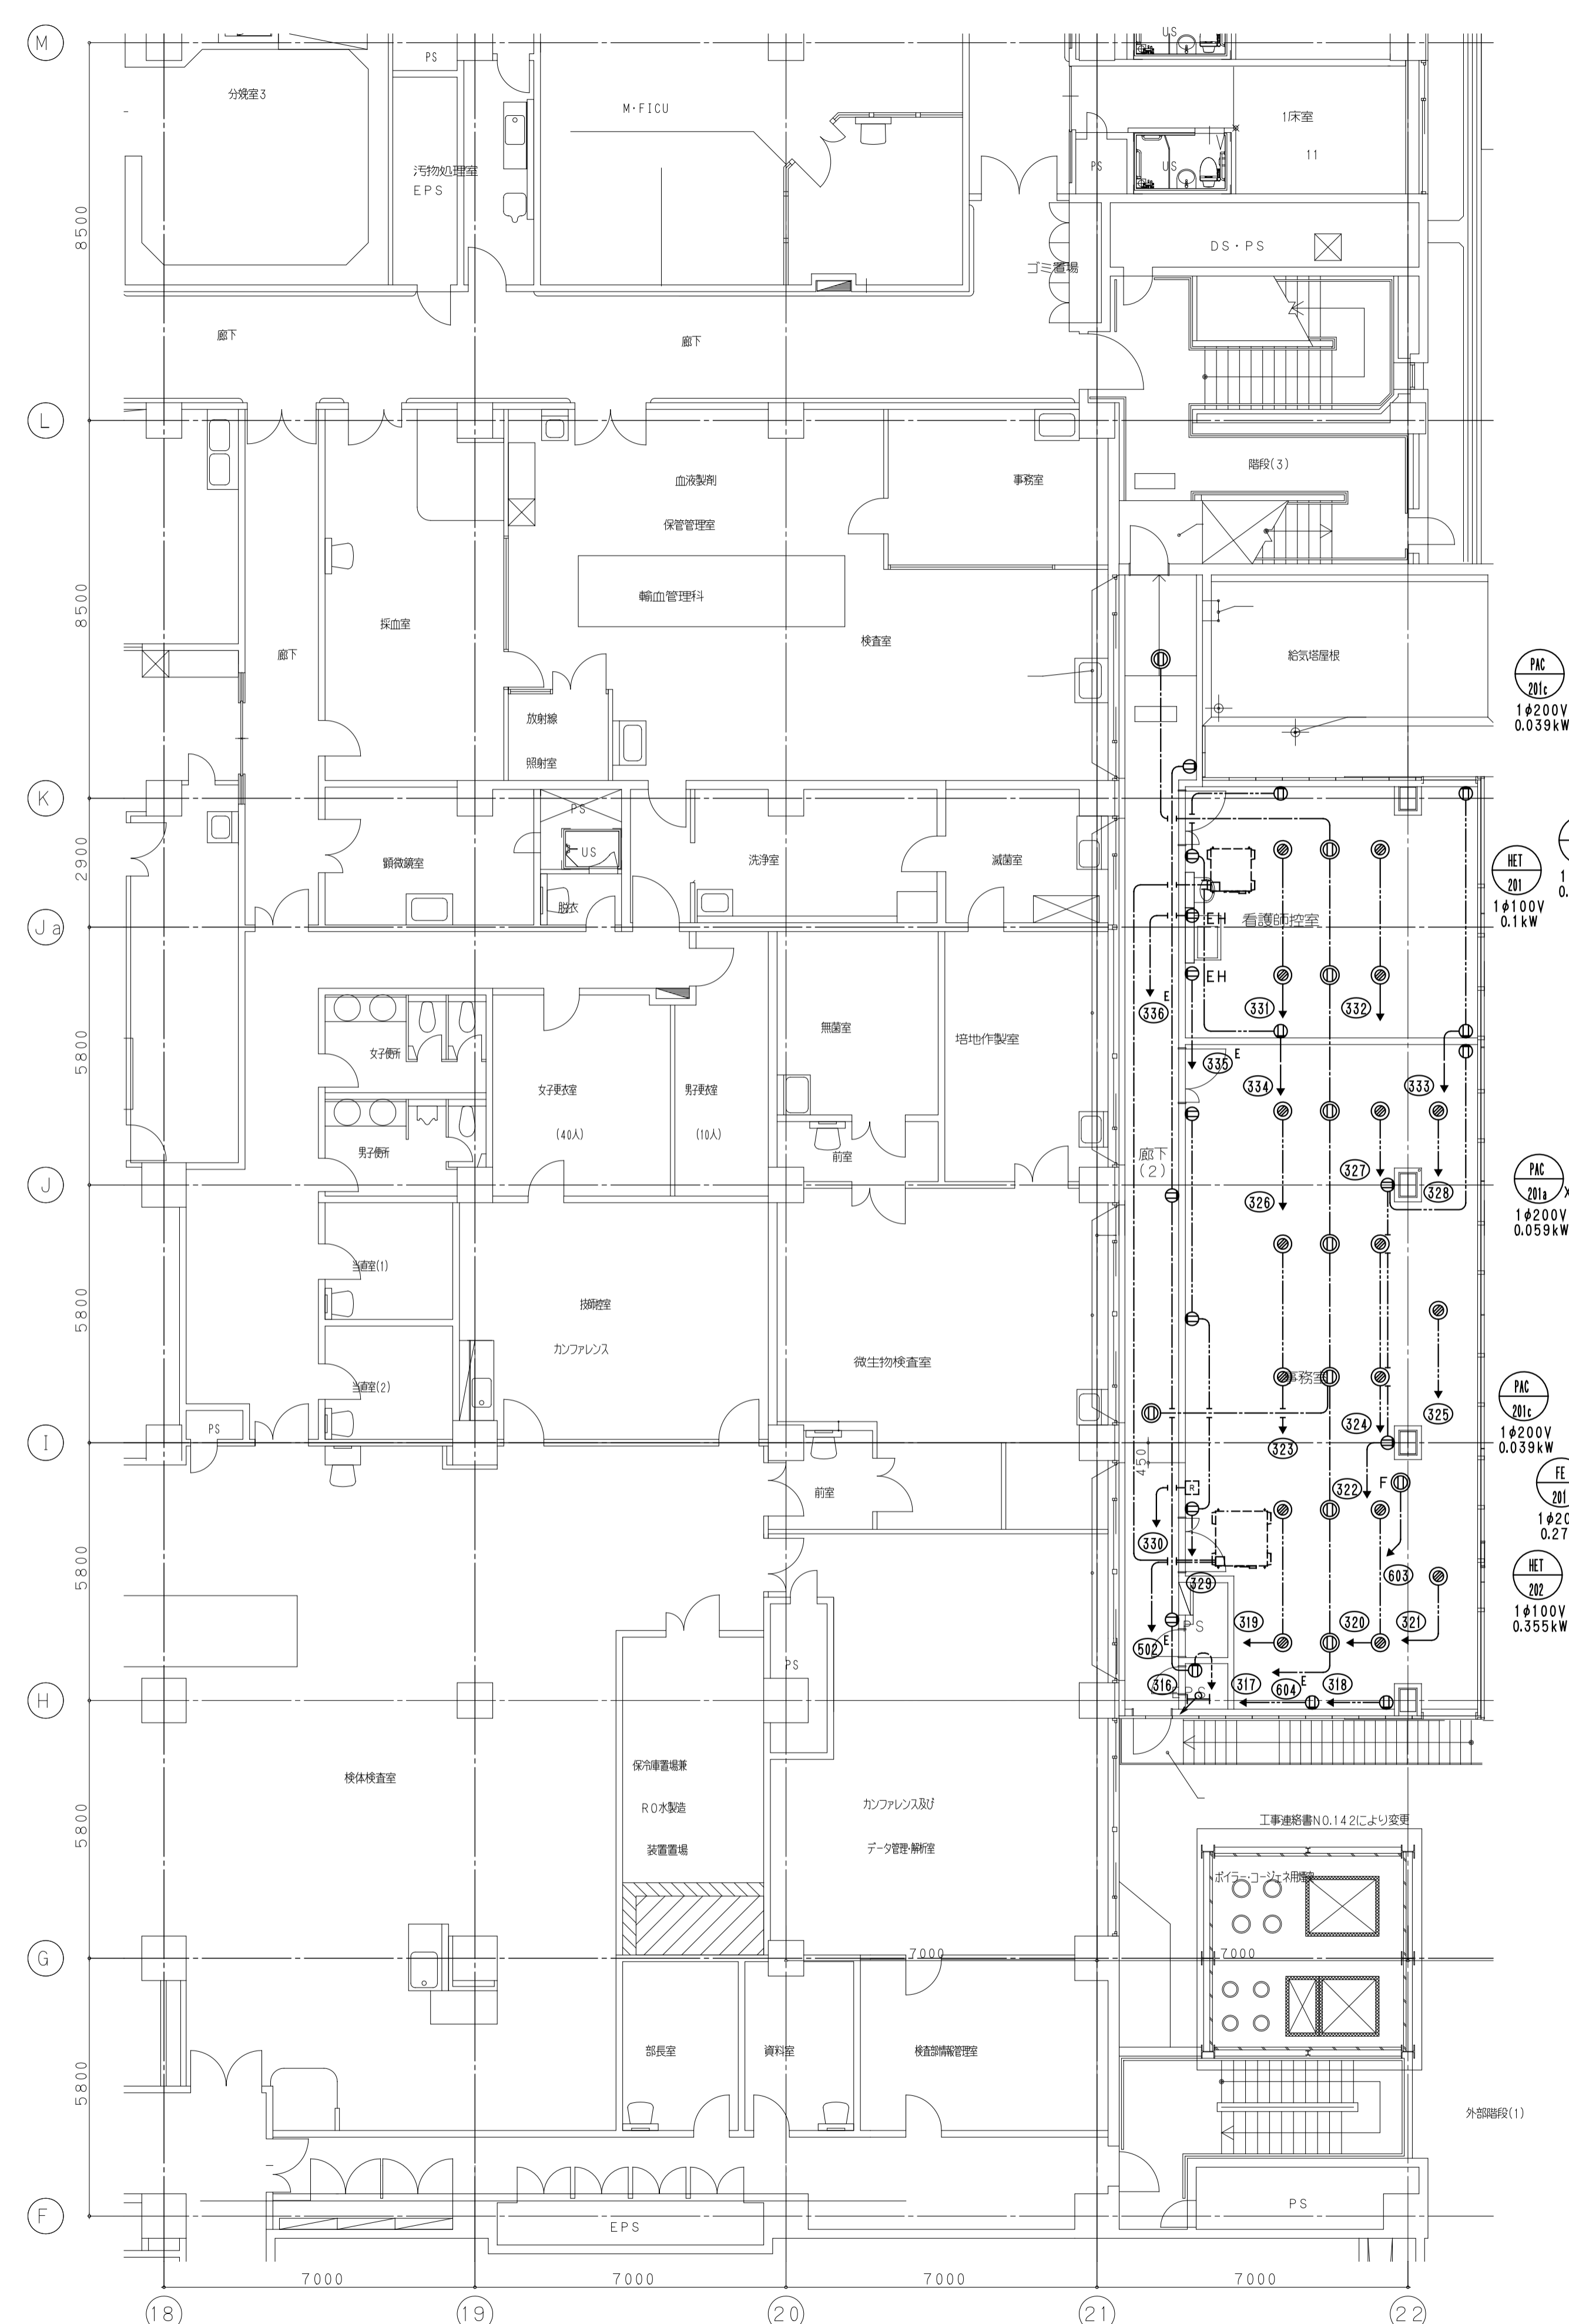 M
PS
US
分娩室3
M・FICU
1床室
11
汚物処理室
EPS
PS
US
8500
DS・PS
ゴミ置場
廊下
廊下
L
階段(3)
血液製剤
保管管理室
事務室
8500
輸血管理科
採血室
検査室
廊下
給気塔屋根
PAC
201c
1φ200V
0.039kW
放射線
照射室
K
PS
US
2900
顕微鏡室
洗浄室
滅菌室
HET
201
1φ100V
0.1kW
脱衣
Ja
EH
看護師控室
EH
E
336
331
332
無菌室
培地作製室
5800
女子便所
335
E
334
333
女子更衣室
男子更衣室
(40人)
(10人)
男子便所
前室
廊下
(2)
327
328
326
J
PAC
201a
1φ200V
0.059kW
当直室(1)
5800
技師控室
カンファレンス
微生物検査室
事務室
当直室(2)
PS
324
325
323
PAC
201c
1φ200V
0.039kW
I
450
前室
R
322
F
FE
201
330
5800
329
603
HET
202
1φ100V
0.355kW
PS
319
320
321
502
E
PS
316
PS
317
604
E
318
H
保冷庫置場兼
RO水製造
装置置場
検体検査室
カンファレンス及び
データ管理・解析室
5800
工事連絡書NO.142により変更
ボイラー・コージェネ用煙突
G
7000
7000
部長室
資料室
検査部情報管理室
5800
外部階段(1)
PS
F
EPS
7000
7000
7000
7000
18
19
20
21
22